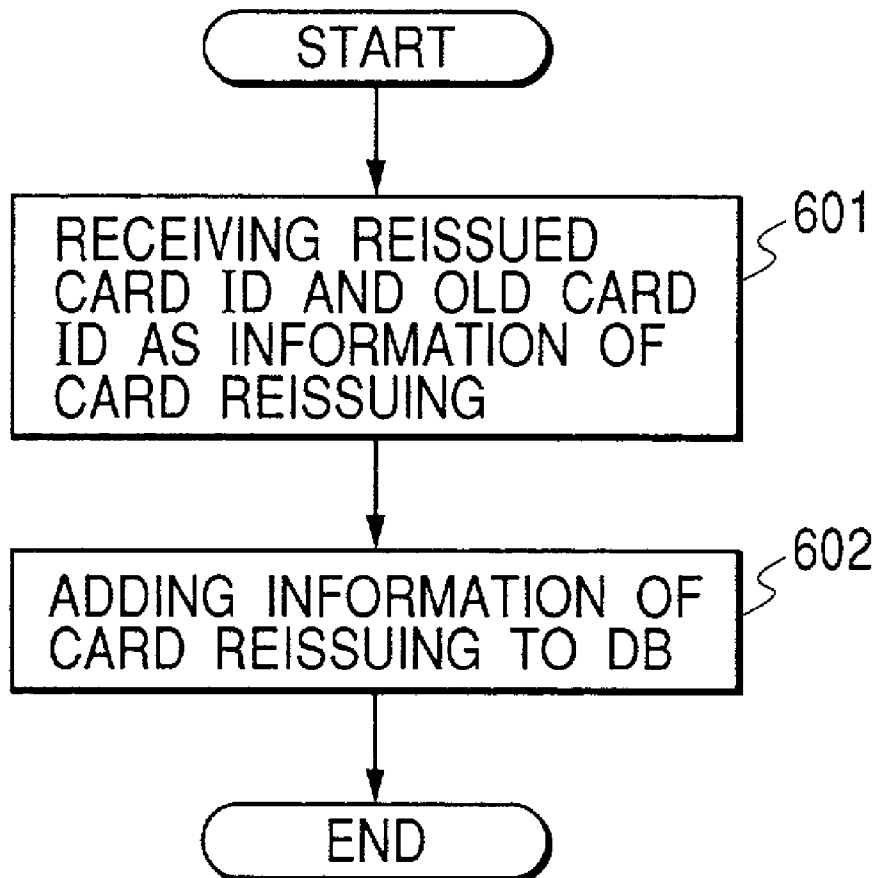 START
RECEIVING REISSUED
CARD ID AND OLD CARD
ID AS INFORMATION OF
CARD REISSUING
601
ADDING INFORMATION OF
CARD REISSUING TO DB
602
END